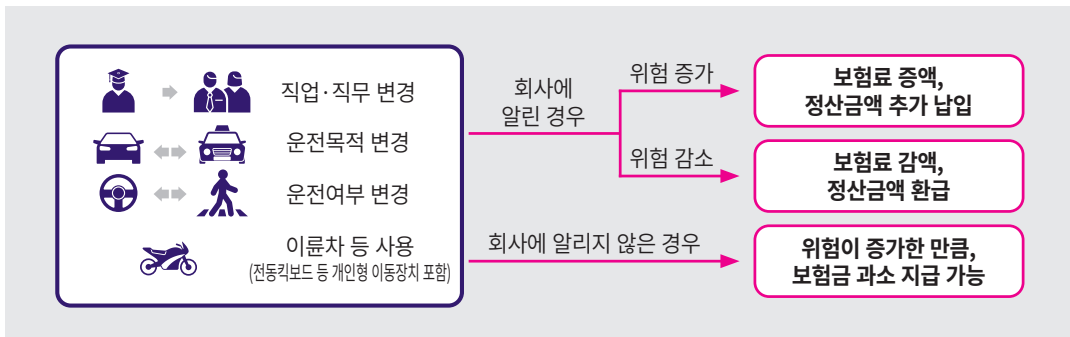 직업·직무 변경
운전목적 변경
운전여부 변경
이륜차 등 사용
(전동킥보드 등 개인형 이동장치 포함)
회사에
알린 경우
위험 증가
보험료 증액,
정산금액 추가 납입
위험 감소
보험료 감액,
정산금액 환급
회사에 알리지 않은 경우
위험이 증가한 만큼,
보험금 과소 지급 가능